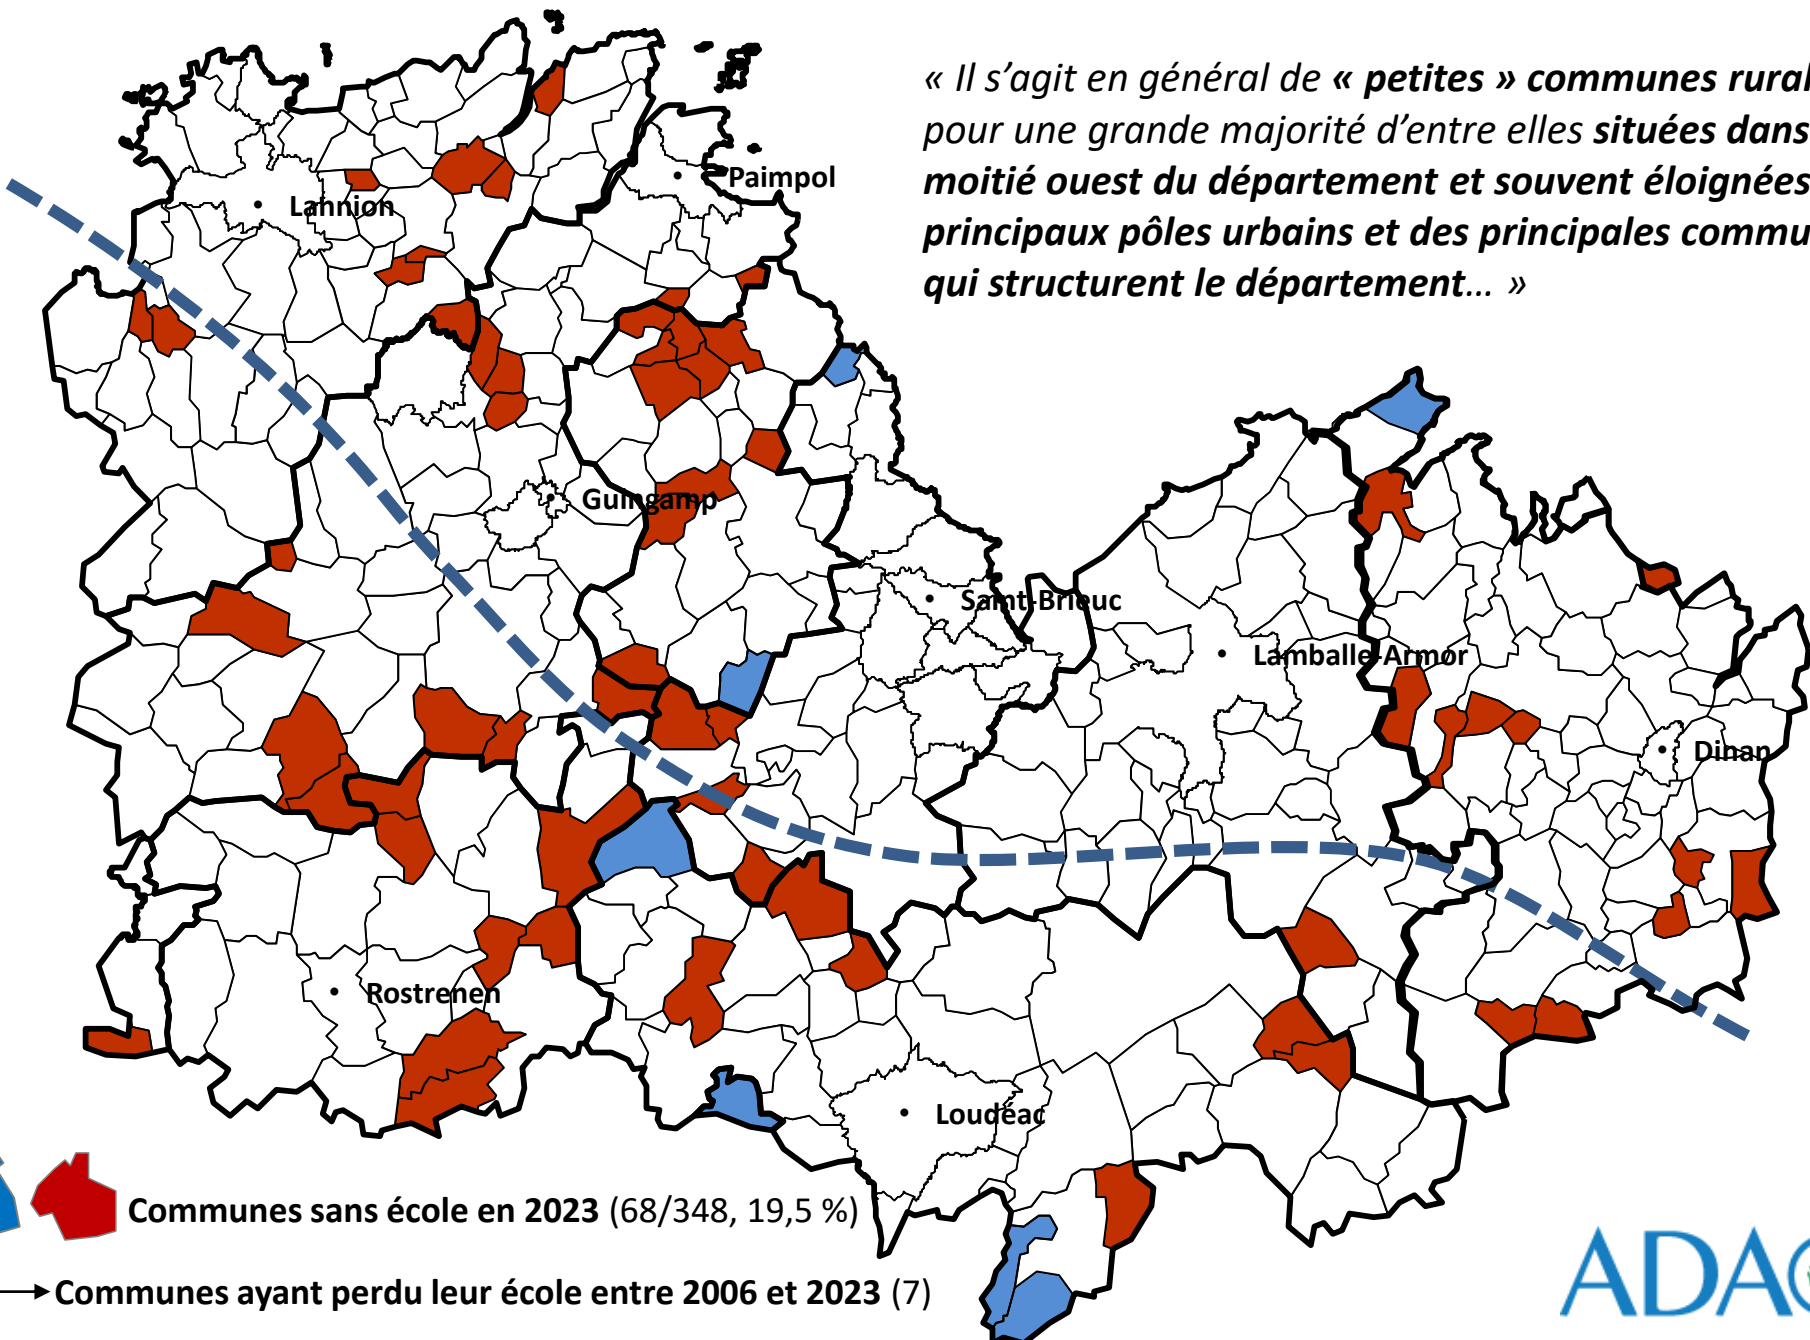 « Il s'agit en général de « petites » communes rural
pour une grande majorité d'entre elles situées dans
moitié ouest du département et souvent éloignées
principaux pôles urbains et des principales commu
qui structurent le département... »
Paimpol
Lannion
Guingamp
Saint-Brieuc
Lamballe-Armor
Dinan
Rostrenen
Loudéac
Communes sans école en 2023 (68/348, 19,5 %)
Communes ayant perdu leur école entre 2006 et 2023 (7)
ADAC